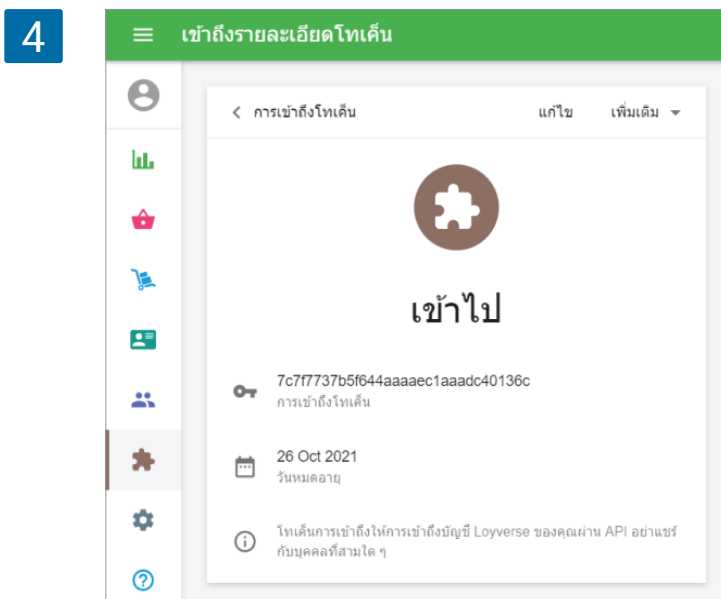 4
เข้าถึงรายละเอียดโทเค็น
การเข้าถึงโทเค็น
แก้ไข
เพิ่มเติม
เข้าไป
7c7f7737b5f644aaaaec1aaadc40136c
การเข้าถึงโทเค็น
26 Oct 2021
วันหมดอายุ
โทเค็นการเข้าถึงให้การเข้าถึงบัญชี Loyverse ของคุณผ่าน API อย่าแชร์
กับบุคคลที่สามใด ๆ